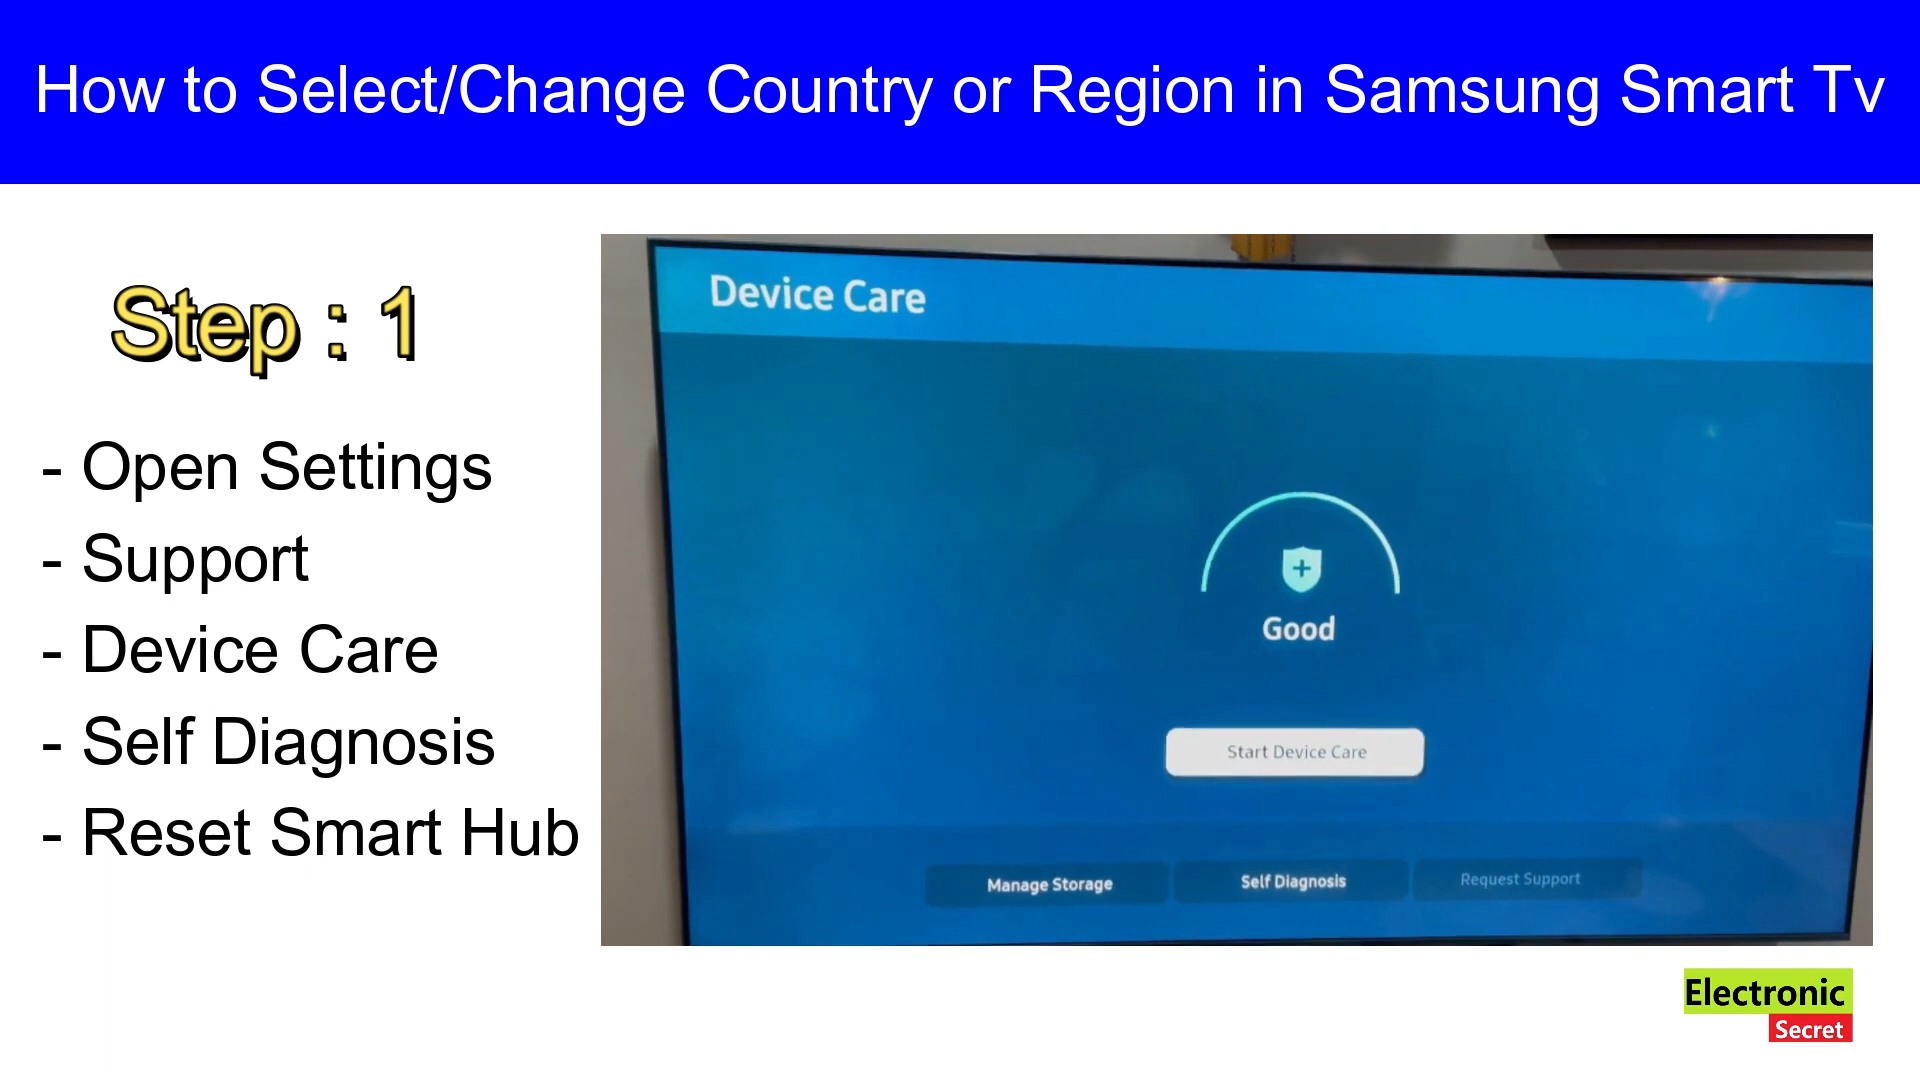 How to Select/Change Country or Region in Samsung Smart Tv
Step : 1
- Open Settings
- Support
- Device Care
- Self Diagnosis
- Reset Smart Hub
Device Care
Good
Start Device Care
Manage Storage
Self Diagnosis
Request Support
Electronic
Secret